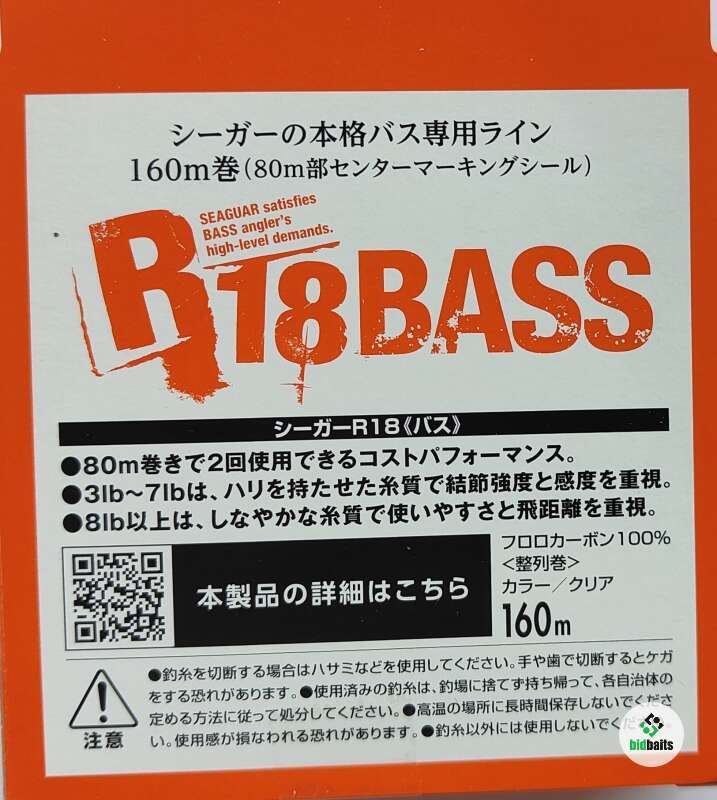 シーガーの本格バス専用ライン
160m巻(80m部センターマーキングシール)
SEAGUAR satisfies
BASS angler's
high-level demands.
R18BASS
シーガーR18《バス》
●80m巻きで2回使用できるコストパフォーマンス。
●3lb~7lbは、ハリを持たせた糸質で結節強度と感度を重視。
●8lb以上は、しなやかな糸質で使いやすさと飛距離を重視。
本製品の詳細はこちら
フロロカーボン100%
<整列巻>
カラー/クリア
160m
注意
●釣糸を切断する場合はハサミなどを使用してください。手や歯で切断するとケガ
をする恐れがあります。●使用済みの釣糸は、釣場に捨てず持ち帰って、各自治体の
定める方法に従って処分してください。●高温の場所に長時間保存しないでくださ
い。使用感が損なわれる恐れがあります。●釣糸以外には使用しないでく
bidbaits